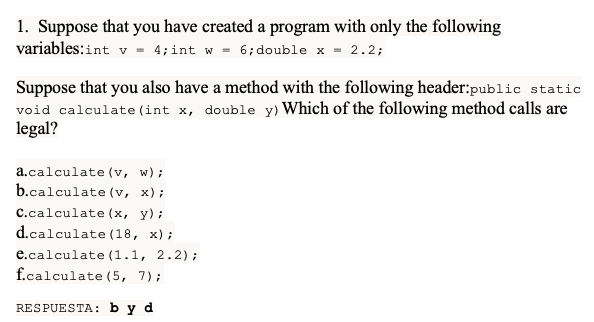 1. Suppose that you have created a program with only the following
variables:int v = 4;int w = 6;double x = 2.2;
Suppose that you also have a method with the following header:public static
void calculate(int x, double y)Which of the following method calls are
legal?
a.calculate(v, w);
b.calculate(v, x);
c.calculate(x, y);
d.calculate(18, x);
e.calculate(1.1, 2.2);
f.calculate(5, 7);
RESPUESTA: b y d